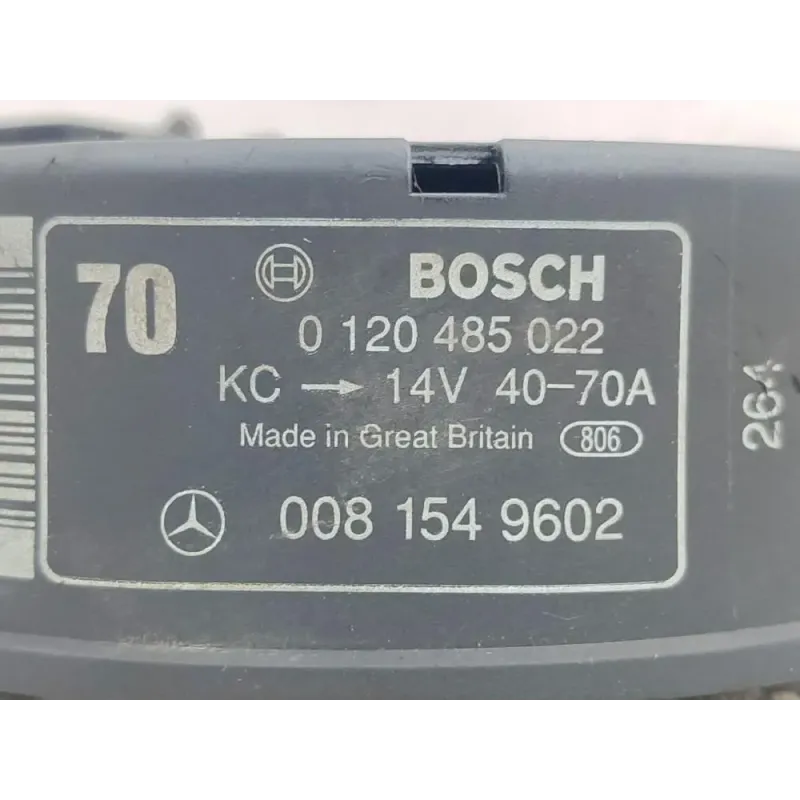 70
BOSCH
0 120 485 022
KC → 14V 40-70A
Made in Great Britain 806
008 154 9602
264